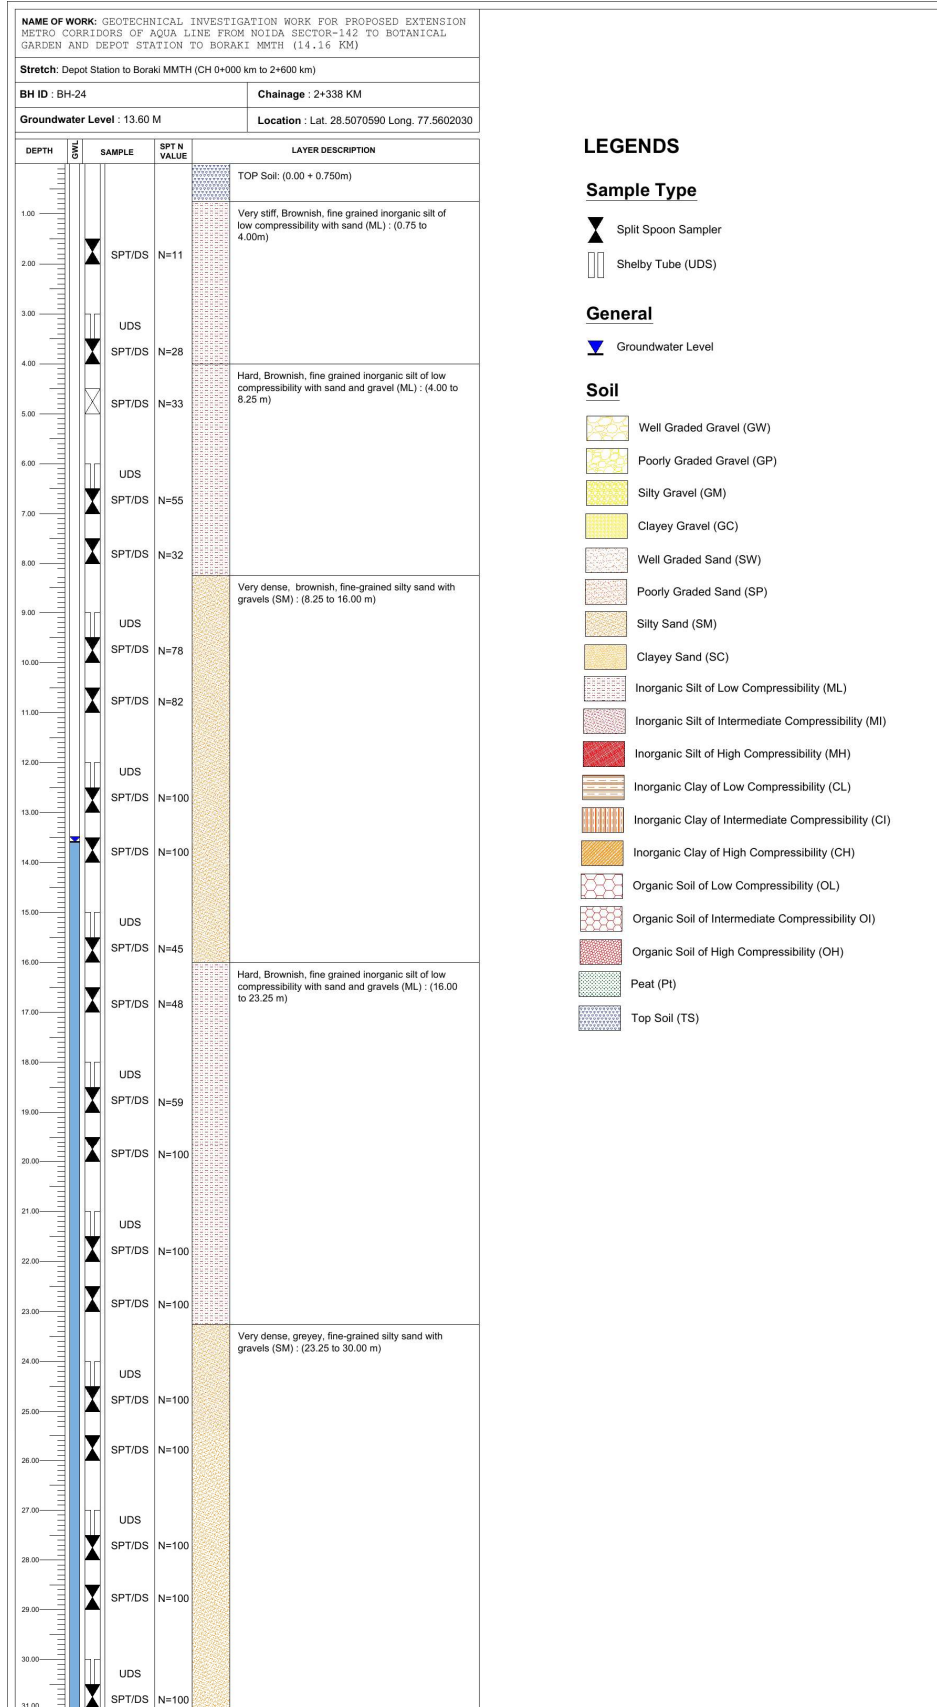 NAME OF WORK: GEOTECHNICAL INVESTIGATION WORK FOR PROPOSED EXTENSION
METRO CORRIDORS OF AQUA LINE FROM NOIDA SECTOR-142 TO BOTANICAL
GARDEN AND DEPOT STATION TO BORAKI MMTH (14.16 KM)
Stretch: Depot Station to Boraki MMTH (CH 0+000 km to 2+600 km)
BH ID : BH-24
Chainage : 2+338 KM
Groundwater Level : 13.60 M
Location : Lat. 28.5070590 Long. 77.5602030
DEPTH
GWL
SAMPLE
SPT N
VALUE
LAYER DESCRIPTION
TOP Soil: (0.00 + 0.750m)
1.00
Very stiff, Brownish, fine grained inorganic silt of
low compressibility with sand (ML) : (0.75 to
4.00m)
SPT/DS N=11
2.00
3.00
UDS
SPT/DS N=28
4.00
Hard, Brownish, fine grained inorganic silt of low
compressibility with sand and gravel (ML) : (4.00 to
8.25 m)
SPT/DS N=33
5.00
6.00
UDS
SPT/DS N=55
7.00
SPT/DS N=32
8.00
Very dense, brownish, fine-grained silty sand with
gravels (SM) : (8.25 to 16.00 m)
9.00
UDS
SPT/DS N=78
10.00
SPT/DS N=82
11.00
12.00
UDS
SPT/DS N=100
13.00
SPT/DS N=100
14.00
15.00
UDS
SPT/DS N=45
16.00
Hard, Brownish, fine grained inorganic silt of low
compressibility with sand and gravels (ML) : (16.00
to 23.25 m)
SPT/DS N=48
17.00
18.00
UDS
SPT/DS N=59
19.00
SPT/DS N=100
20.00
21.00
UDS
SPT/DS N=100
22.00
SPT/DS N=100
23.00
Very dense, greyey, fine-grained silty sand with
gravels (SM) : (23.25 to 30.00 m)
24.00
UDS
SPT/DS N=100
25.00
SPT/DS N=100
26.00
27.00
UDS
SPT/DS N=100
28.00
SPT/DS N=100
29.00
30.00
UDS
SPT/DS N=100
31.00
LEGENDS
Sample Type
Split Spoon Sampler
Shelby Tube (UDS)
General
Groundwater Level
Soil
Well Graded Gravel (GW)
Poorly Graded Gravel (GP)
Silty Gravel (GM)
Clayey Gravel (GC)
Well Graded Sand (SW)
Poorly Graded Sand (SP)
Silty Sand (SM)
Clayey Sand (SC)
Inorganic Silt of Low Compressibility (ML)
Inorganic Silt of Intermediate Compressibility (MI)
Inorganic Silt of High Compressibility (MH)
Inorganic Clay of Low Compressibility (CL)
Inorganic Clay of Intermediate Compressibility (CI)
Inorganic Clay of High Compressibility (CH)
Organic Soil of Low Compressibility (OL)
Organic Soil of Intermediate Compressibility OI)
Organic Soil of High Compressibility (OH)
Peat (Pt)
Top Soil (TS)